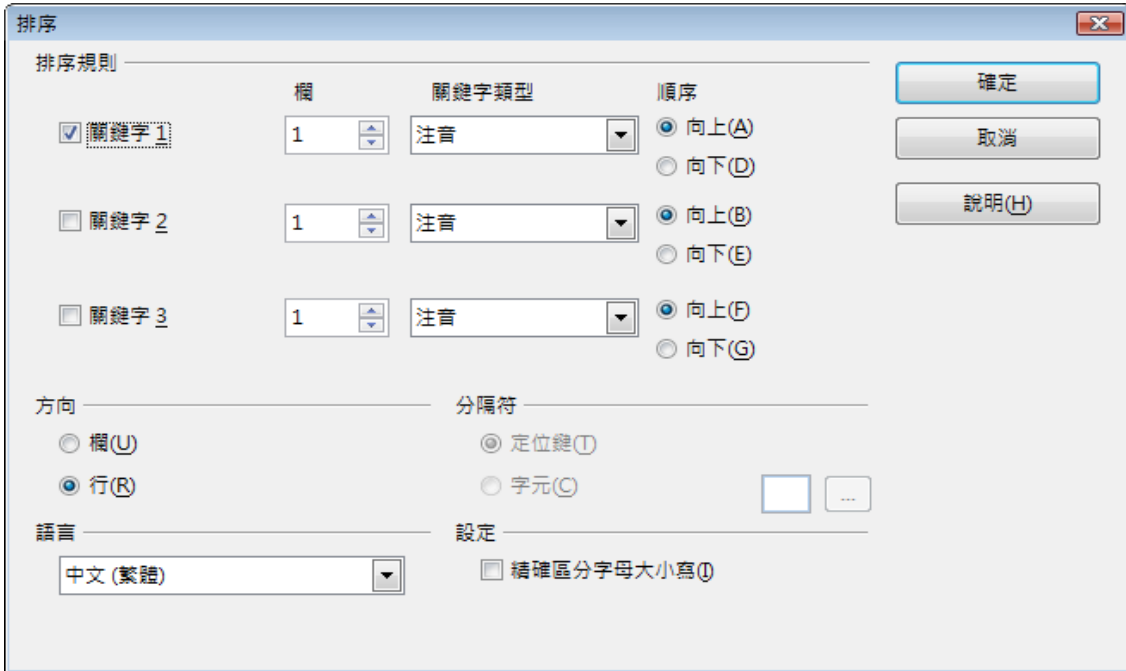 排序
排序規則
欄 關鍵字類型 順序
關鍵字 1 1 注音 向上(A)
向下(D)
關鍵字 2 1 注音 向上(B)
向下(E)
關鍵字 3 1 注音 向上(F)
向下(G)
確定
取消
說明(H)
方向
欄(U)
行(R)
分隔符
定位鍵(T)
字元(C)
...
語言
中文 (繁體)
設定
精確區分字母大小寫(I)